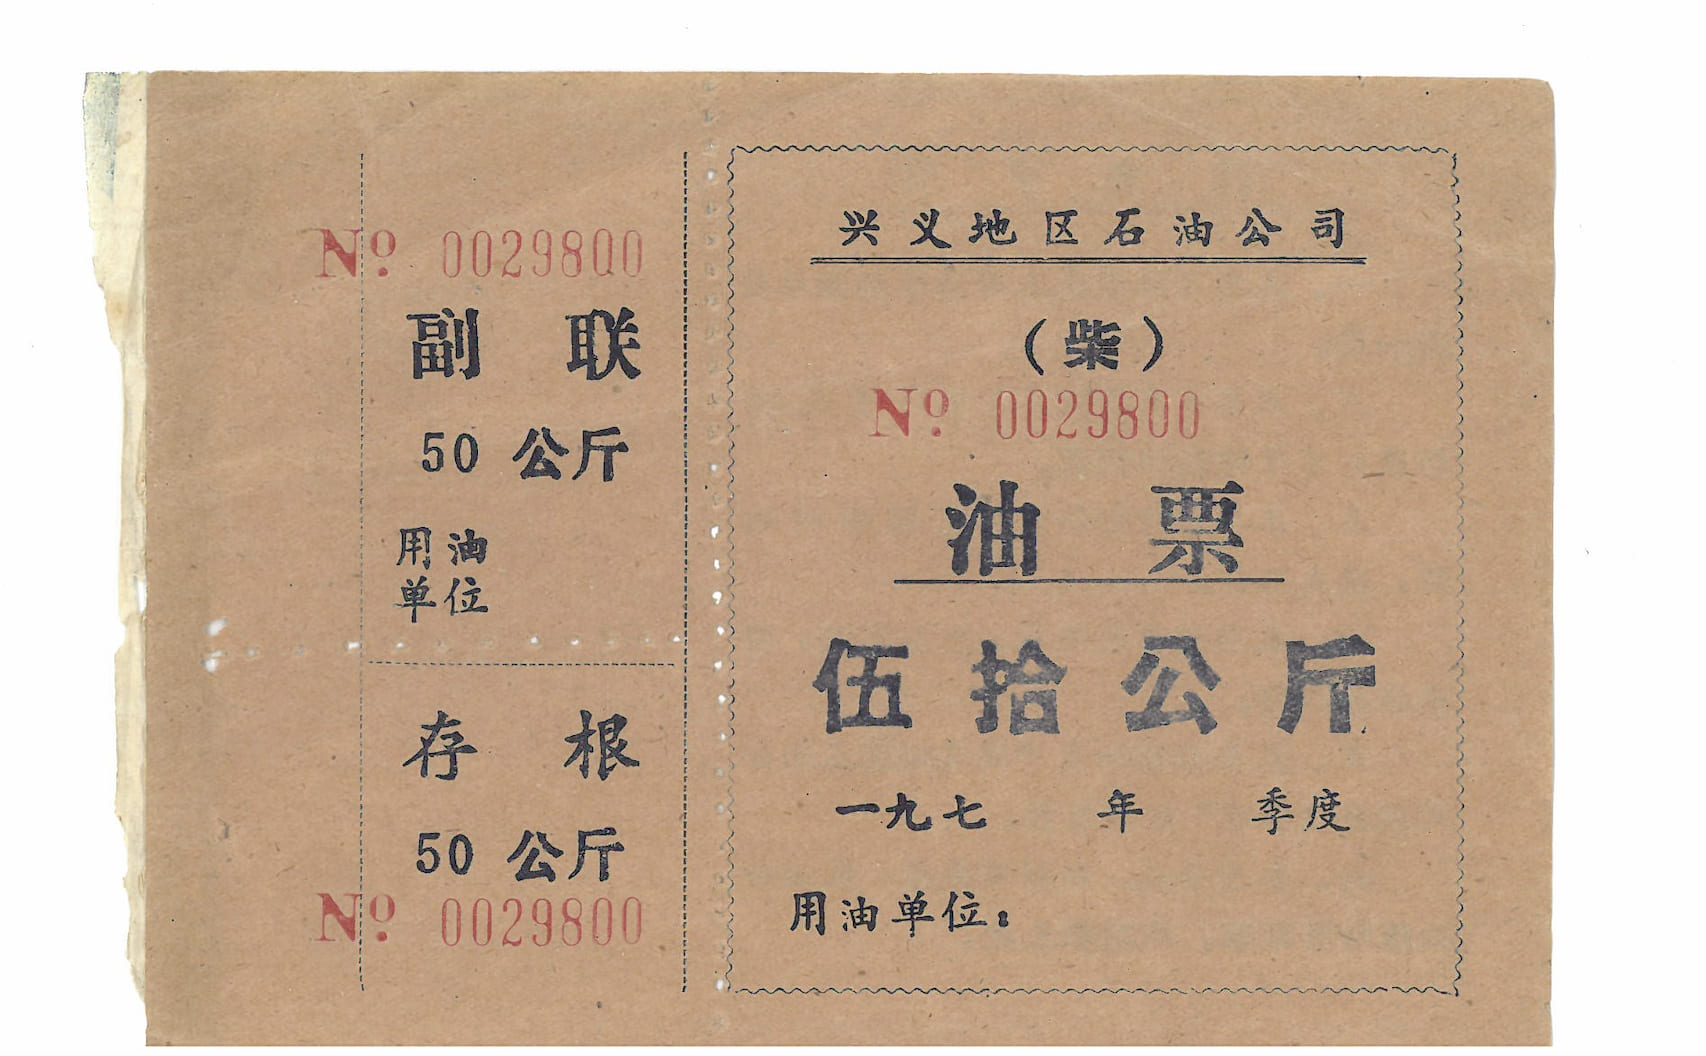 № 0029800
副 联
50 公斤
用油
单位
存 根
50 公斤
№ 0029800
兴义地区石油公司
（柴）
№ 0029800
油 票
伍拾公斤
一九七 年 季度
用油单位：